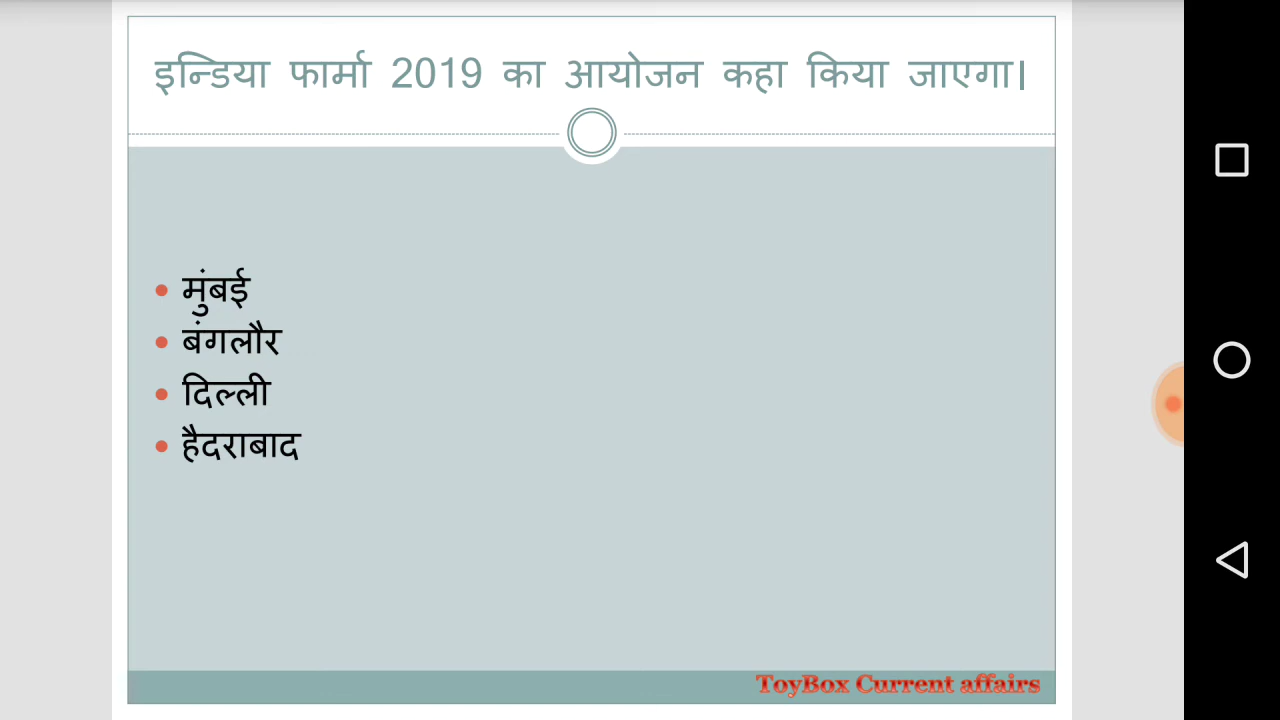 इन्डिया फार्मा 2019 का आयोजन कहा किया जाएगा।
मुंबई
बंगलौर
दिल्ली
हैदराबाद
ToyBox Current affairs